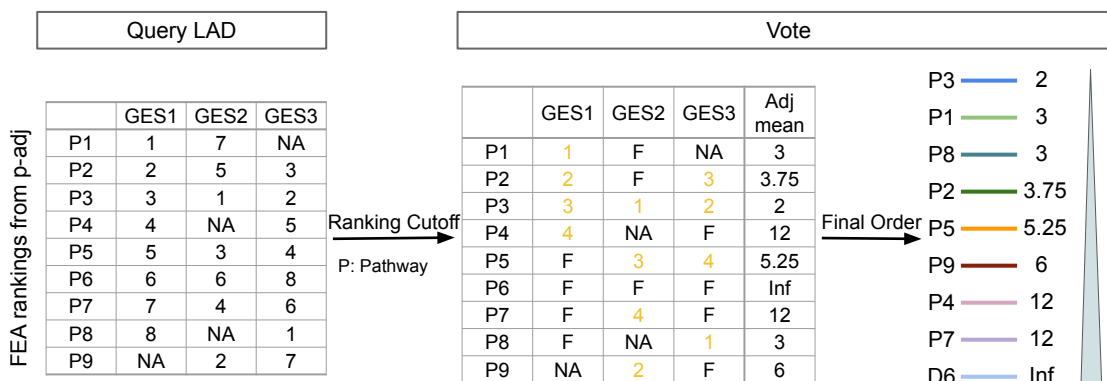 Query LAD
Vote
FEA rankings from p-adj
GES1 GES2 GES3
P1 1 7 NA
P2 2 5 3
P3 3 1 2
P4 4 NA 5
P5 5 3 4
P6 6 6 8
P7 7 4 6
P8 8 NA 1
P9 NA 2 7
Ranking Cutoff
P: Pathway
GES1 GES2 GES3 Adj
mean
P1 1 F NA 3
P2 2 F 3 3.75
P3 3 1 2 2
P4 4 NA F 12
P5 F 3 4 5.25
P6 F F F Inf
P7 F 4 F 12
P8 F NA 1 3
P9 NA 2 F 6
Final Order
P3 2
P1 3
P8 3
P2 3.75
P5 5.25
P9 6
P4 12
P7 12
P6 Inf